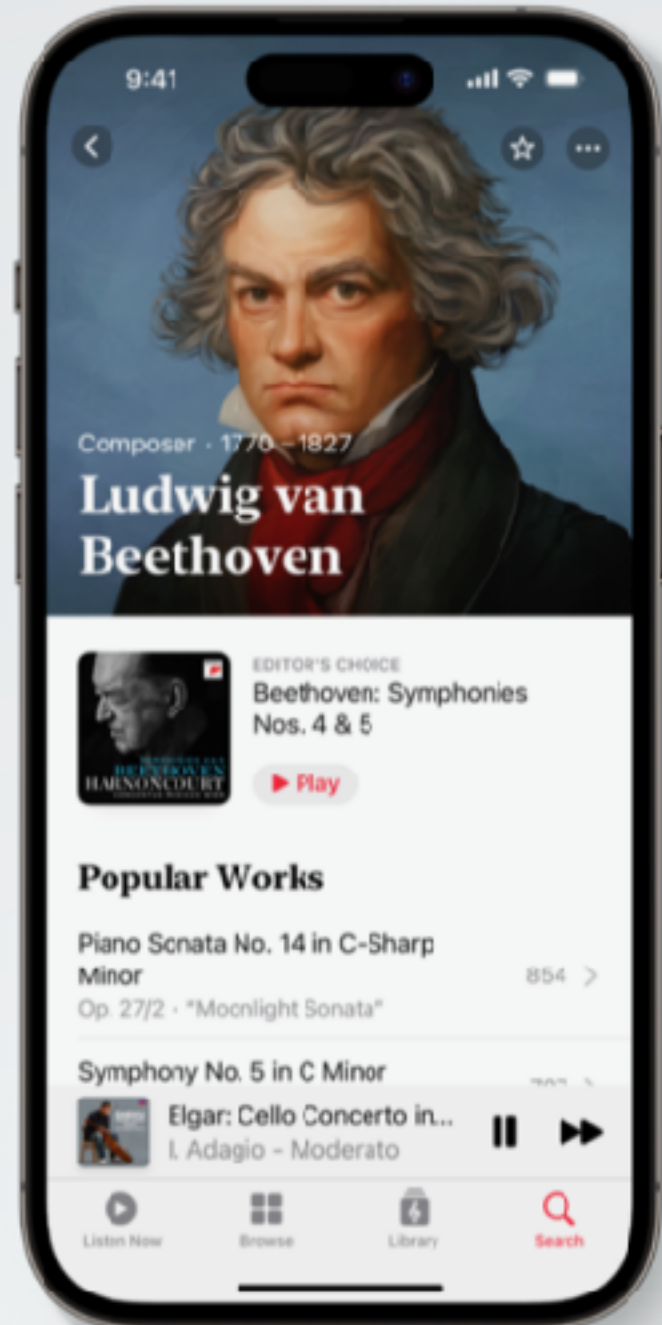 9:41
Composer · 1770 – 1827
Ludwig van
Beethoven
EDITOR'S CHOICE
Beethoven: Symphonies
Nos. 4 & 5
BEETHOVEN
HARNONCOURT
Play
Popular Works
Piano Sonata No. 14 in C-Sharp
Minor
854
Op. 27/2 · "Moonlight Sonata"
Symphony No. 5 in C Minor
Elgar: Cello Concerto in...
I. Adagio – Moderato
Listen Now
Browse
Library
Search